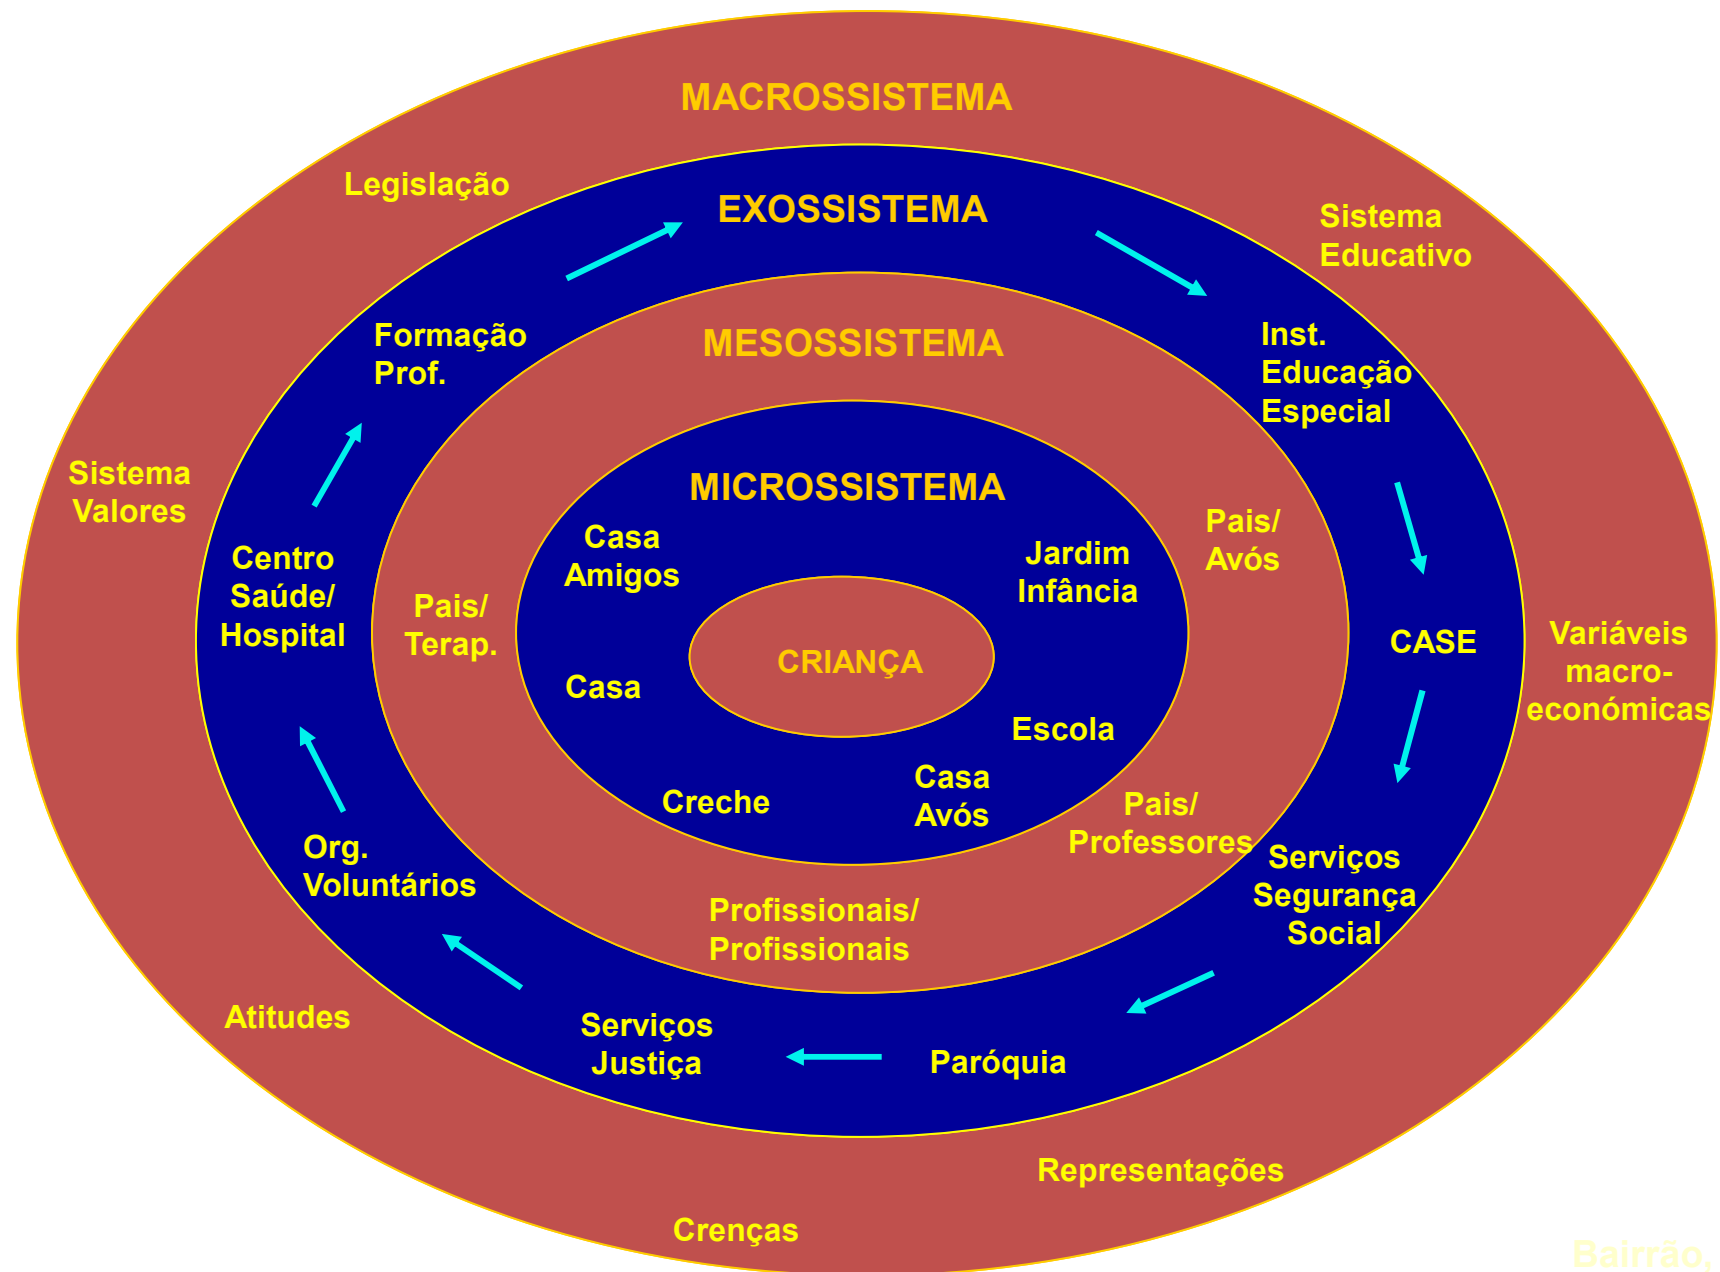 MACROSSISTEMA
Legislação
EXOSSISTEMA
Sistema
Educativo
Formação
Prof.
MESOSSISTEMA
Inst.
Educação
Especial
Sistema
Valores
MICROSSISTEMA
Casa
Amigos
Jardim
Infância
Pais/
Avós
Centro
Saúde/
Hospital
Pais/
Terap.
CRIANÇA
CASE
Variáveis
macro-
económicas
Casa
Escola
Creche
Casa
Avós
Pais/
Professores
Org.
Voluntários
Serviços
Segurança
Social
Profissionais/
Profissionais
Atitudes
Serviços
Justiça
Paróquia
Representações
Crenças
Bairrão,